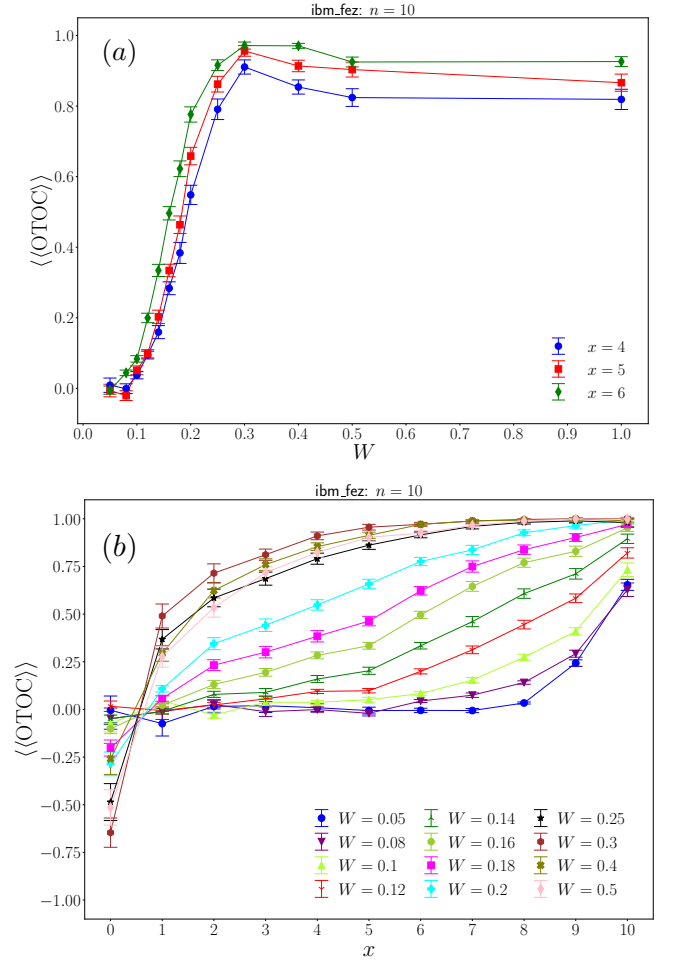 ibm_fez: n = 10
(a)
1.0
0.8
0.6
0.4
0.2
0.0
⟨⟨OTOC⟩⟩
x = 4
x = 5
x = 6
0.0 0.1 0.2 0.3 0.4 0.5 0.6 0.7 0.8 0.9 1.0
W
ibm_fez: n = 10
(b)
1.00
0.75
0.50
0.25
0.00
−0.25
−0.50
−0.75
−1.00
⟨⟨OTOC⟩⟩
W = 0.05 W = 0.14 W = 0.25
W = 0.08 W = 0.16 W = 0.3
W = 0.1 W = 0.18 W = 0.4
W = 0.12 W = 0.2 W = 0.5
0 1 2 3 4 5 6 7 8 9 10
x